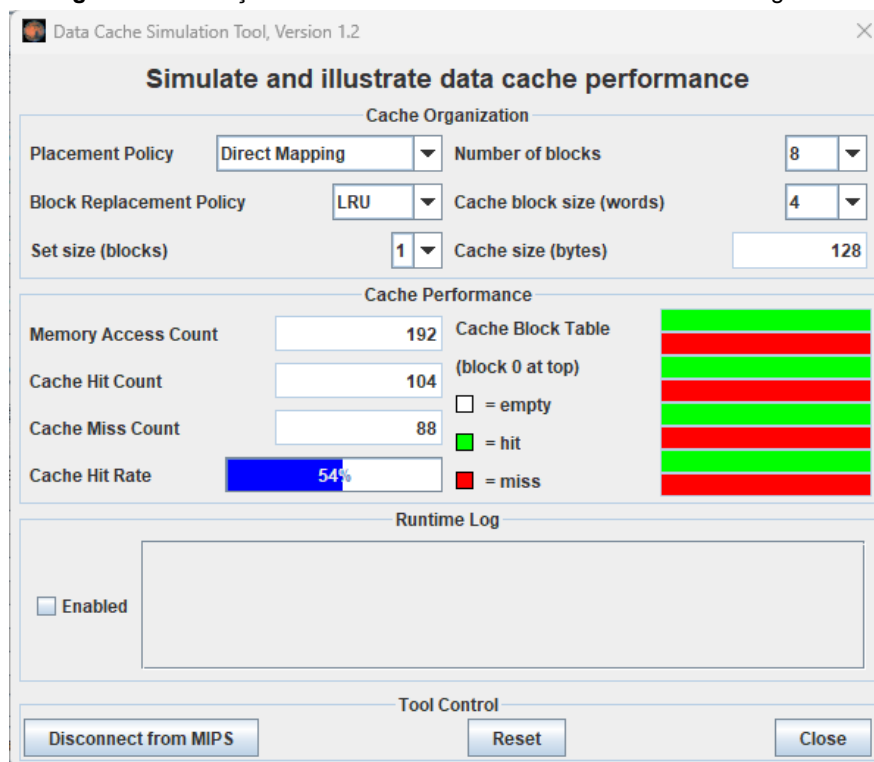 Data Cache Simulation Tool, Version 1.2
Simulate and illustrate data cache performance
Cache Organization
Placement Policy Direct Mapping Number of blocks 8
Block Replacement Policy LRU Cache block size (words) 4
Set size (blocks) 1 Cache size (bytes) 128
Cache Performance
Memory Access Count 192 Cache Block Table
(block 0 at top)
Cache Hit Count 104
= empty
Cache Miss Count 88
= hit
Cache Hit Rate 54%
= miss
Runtime Log
Enabled
Tool Control
Disconnect from MIPS Reset Close